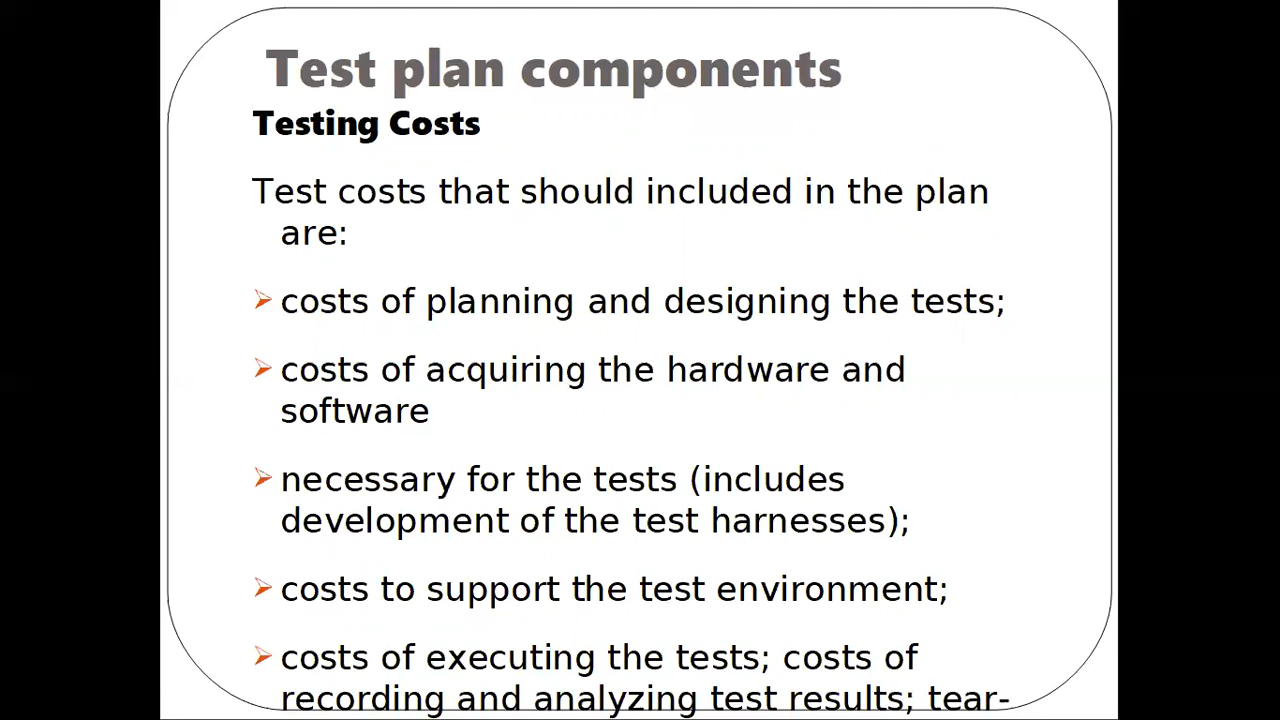 Test plan components
Testing Costs
Test costs that should included in the plan
are:
costs of planning and designing the tests;
costs of acquiring the hardware and
software
necessary for the tests (includes
development of the test harnesses);
costs to support the test environment;
costs of executing the tests; costs of
recording and analyzing test results; tear-